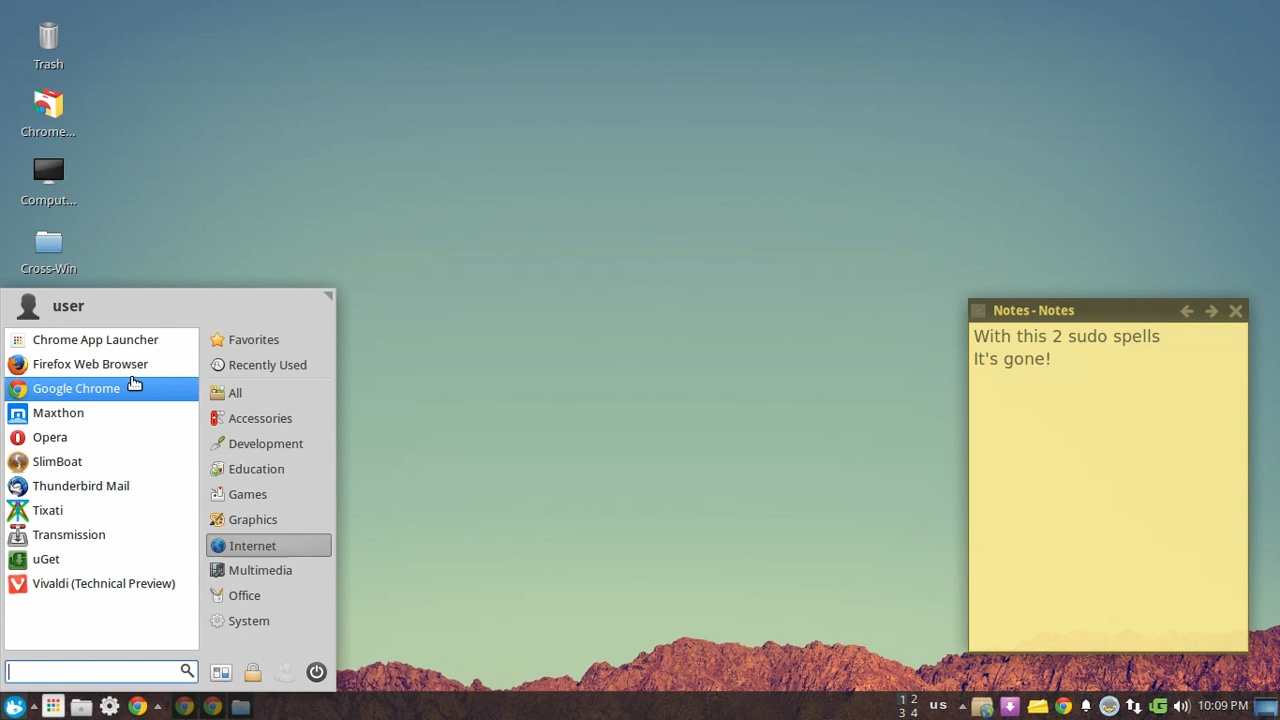 Trash
Chrome...
Comput...
Cross-Win
user
Chrome App Launcher
Firefox Web Browser
Google Chrome
Maxthon
Opera
SlimBoat
Thunderbird Mail
Tixati
Transmission
uGet
Vivaldi (Technical Preview)
Favorites
Recently Used
All
Accessories
Development
Education
Games
Graphics
Internet
Multimedia
Office
System
Notes - Notes
With this 2 sudo spells
It's gone!
1 2
3 4
us
10:09 PM